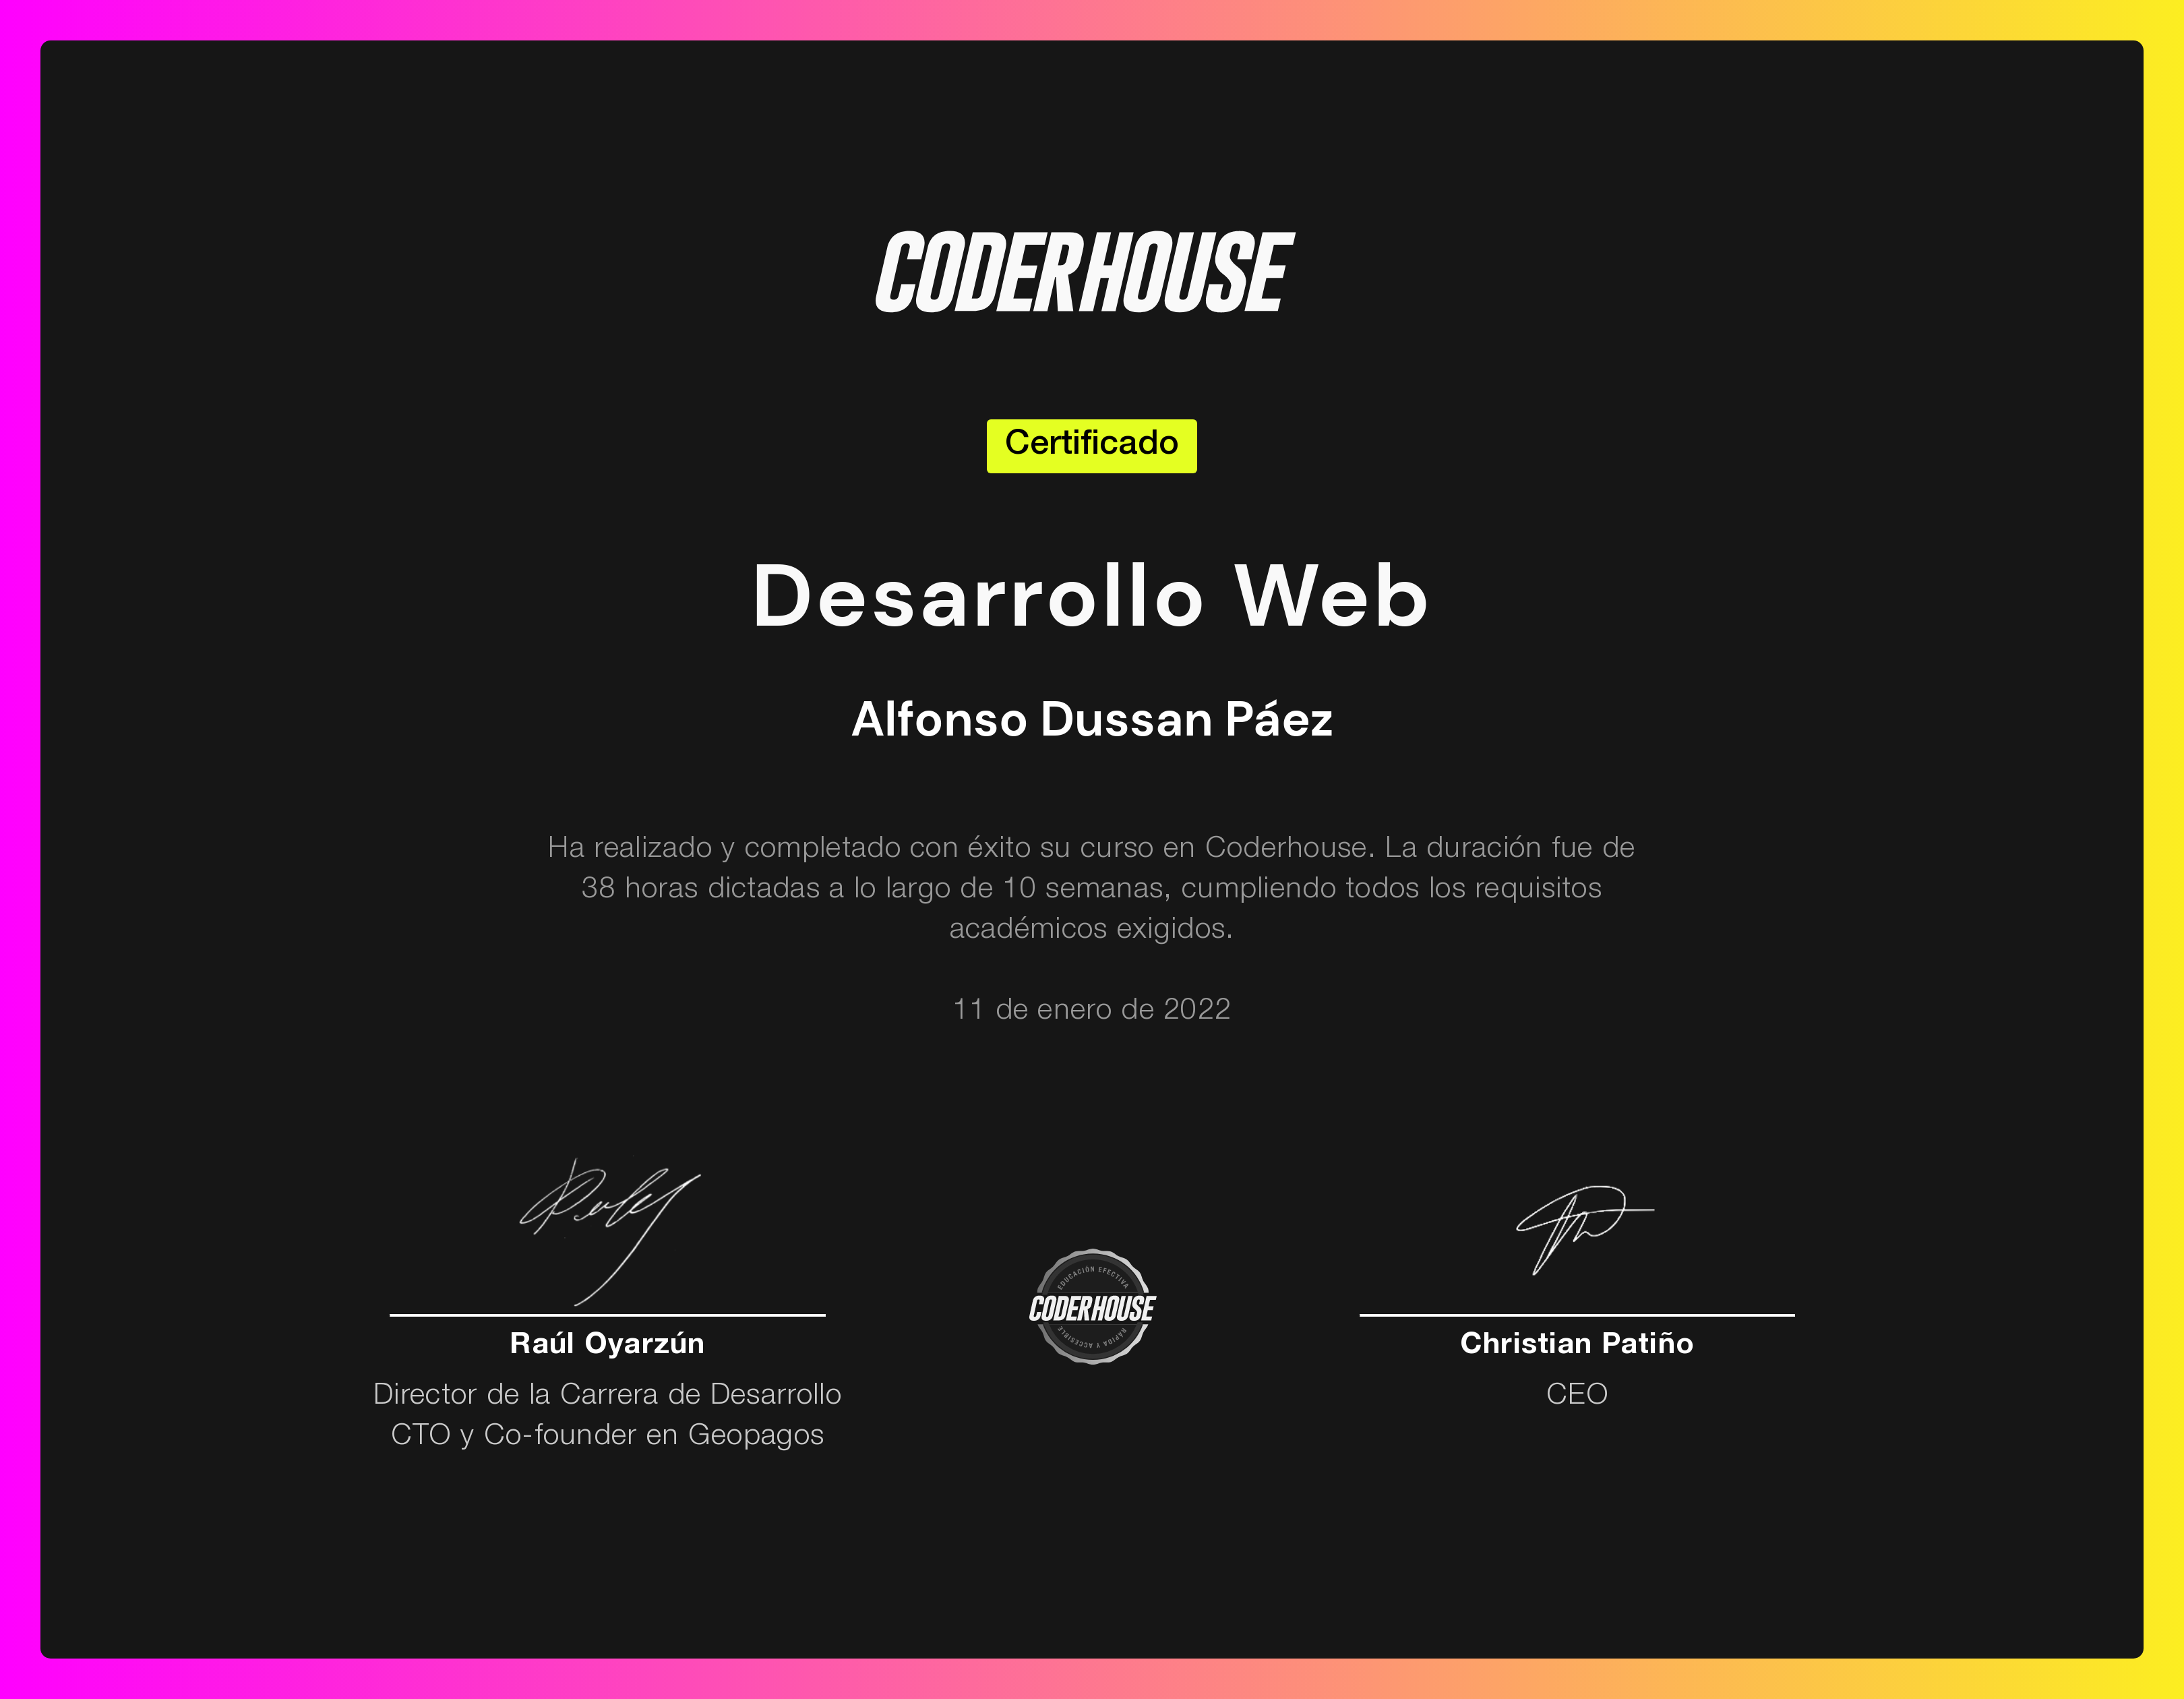 CODERHOUSE
Certificado
Desarrollo Web
Alfonso Dussan Páez
Ha realizado y completado con éxito su curso en Coderhouse. La duración fue de
38 horas dictadas a lo largo de 10 semanas, cumpliendo todos los requisitos
académicos exigidos.
11 de enero de 2022
Raúl Oyarzún
Director de la Carrera de Desarrollo
CTO y Co-founder en Geopagos
EDUCACIÓN EFECTIVA
CODERHOUSE
RÁPIDA Y ACCESIBLE
Christian Patiño
CEO